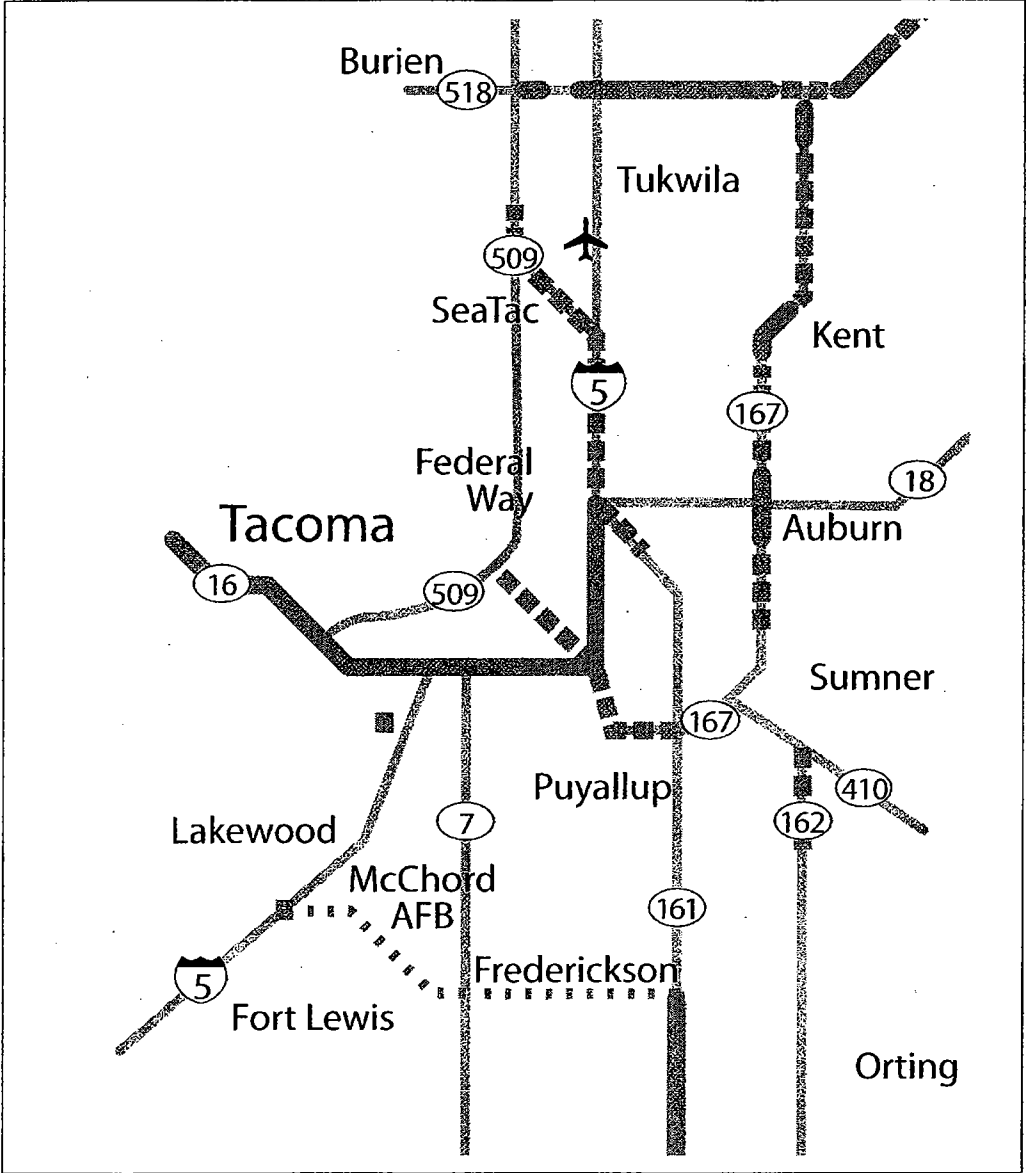 Burien
518
Tukwila
509
SeaTac
Kent
5
167
Federal
Way
18
Tacoma
Auburn
16
509
Sumner
167
Puyallup
410
Lakewood
7
162
McChord
AFB
161
Frederickson
5
Fort Lewis
Orting